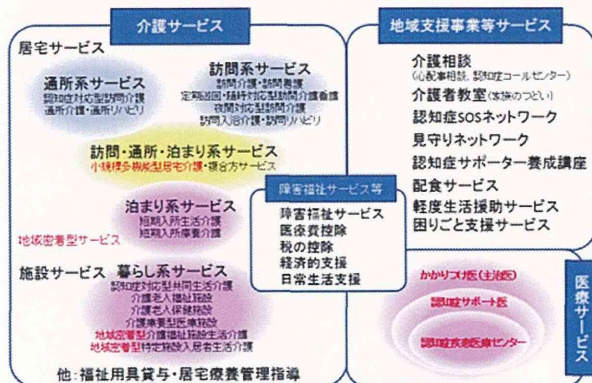 介護サービス
居宅サービス
通所系サービス
認知症対応型訪問介護
通所介護・通所リハビリ
訪問系サービス
訪問介護・訪問看護
定期巡回・随時対応型訪問介護看護
夜間対応型訪問介護
訪問入浴介護・訪問リハビリ
訪問・通所・泊まり系サービス
小規模多機能型居宅介護・複合方サービス
泊まり系サービス
短期入所生活介護
短期入所療養介護
地域密着型サービス
施設サービス
暮らし系サービス
認知症対応型共同生活介護
介護老人福祉施設
介護老人保健施設
介護療養型医療施設
地域密着型介護福祉施設生活介護
地域密着型特定施設入居者生活介護
他:福祉用具貸与・居宅療養管理指導
障害福祉サービス等
障害福祉サービス
医療費控除
税の控除
経済的支援
日常生活支援
地域支援事業等サービス
介護相談
(心配事相談、認知症コールセンター)
介護者教室(家族のつどい)
認知症SOSネットワーク
見守りネットワーク
認知症サポーター養成講座
配食サービス
軽度生活援助サービス
困りごと支援サービス
医療サービス
かかりつけ医(主治医)
認知症サポート医
認知症疾患医療センター